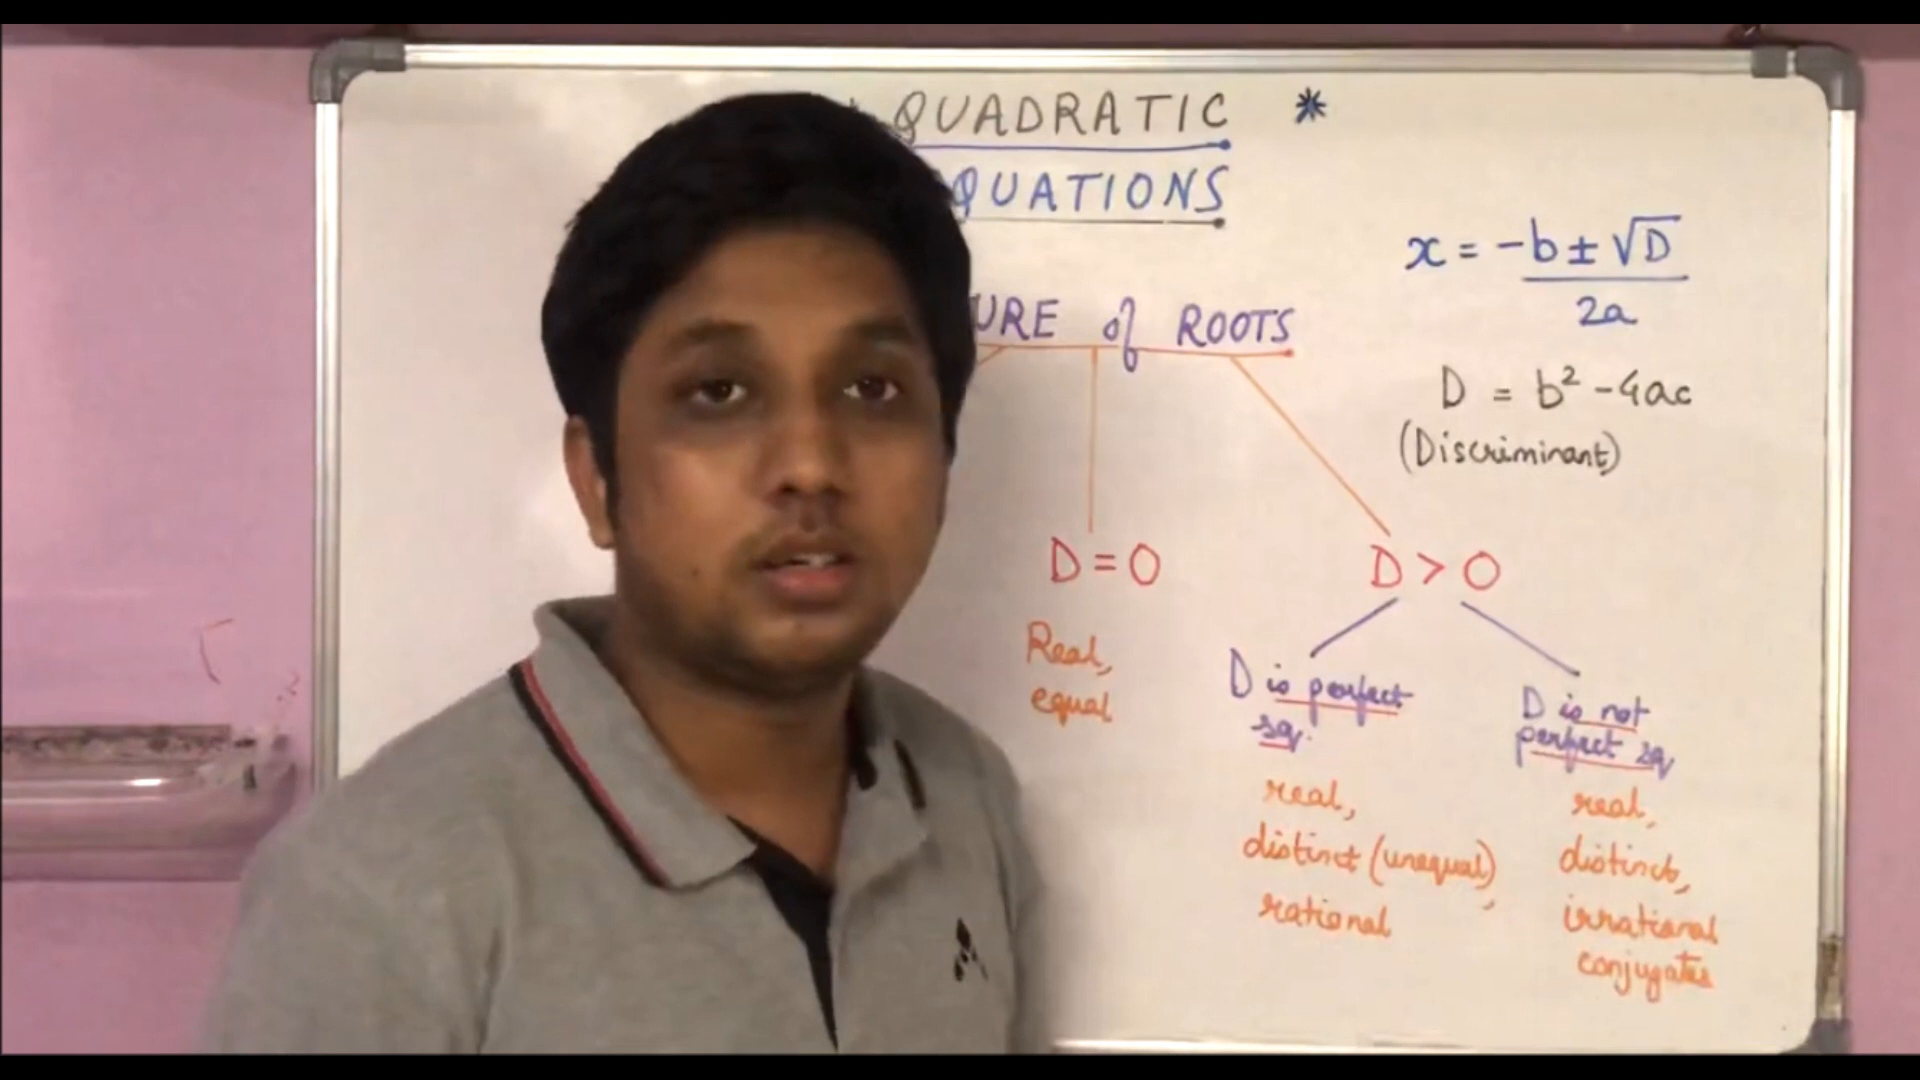 QUADRATIC *
QUATIONS
URE of ROOTS
x = -b ± √D
2a
D = b² - 4ac
(Discriminant)
D = 0
Real,
equal
D > 0
D is perfect
sq.
real,
distinct (unequal),
rational
D is not
perfect sq
real,
distinct,
irrational
conjugates